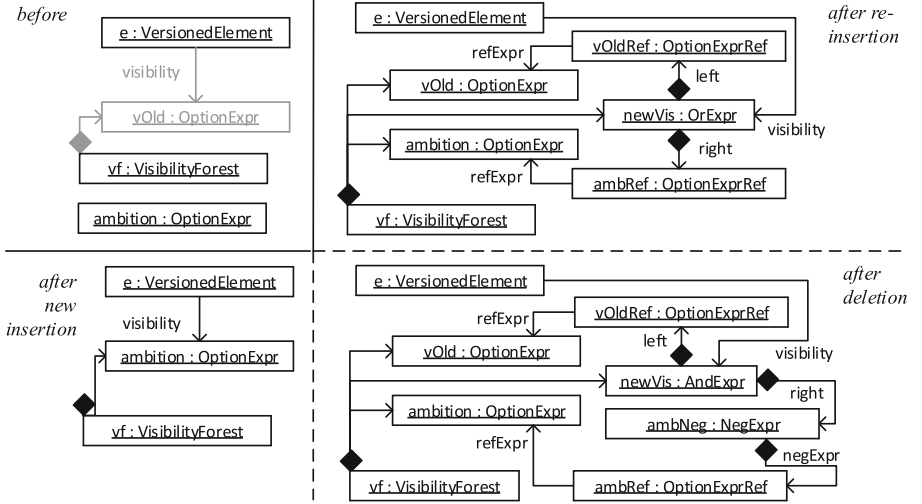 before
e : VersionedElement
visibility
vOld : OptionExpr
vf : VisibilityForest
ambition : OptionExpr
after re-
insertion
e : VersionedElement
vOldRef : OptionExprRef
refExpr
left
vOld : OptionExpr
newVis : OrExpr
visibility
ambition : OptionExpr
right
refExpr
ambRef : OptionExprRef
vf : VisibilityForest
after
new
insertion
e : VersionedElement
visibility
ambition : OptionExpr
vf : VisibilityForest
after
deletion
e : VersionedElement
vOldRef : OptionExprRef
refExpr
left
vOld : OptionExpr
visibility
newVis : AndExpr
right
ambition : OptionExpr
ambNeg : NegExpr
refExpr
negExpr
vf : VisibilityForest
ambRef : OptionExprRef